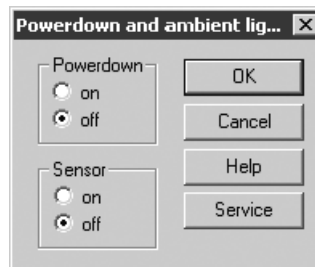 Powerdown and ambient lig...
Powerdown
on
off
Sensor
on
off
OK
Cancel
Help
Service